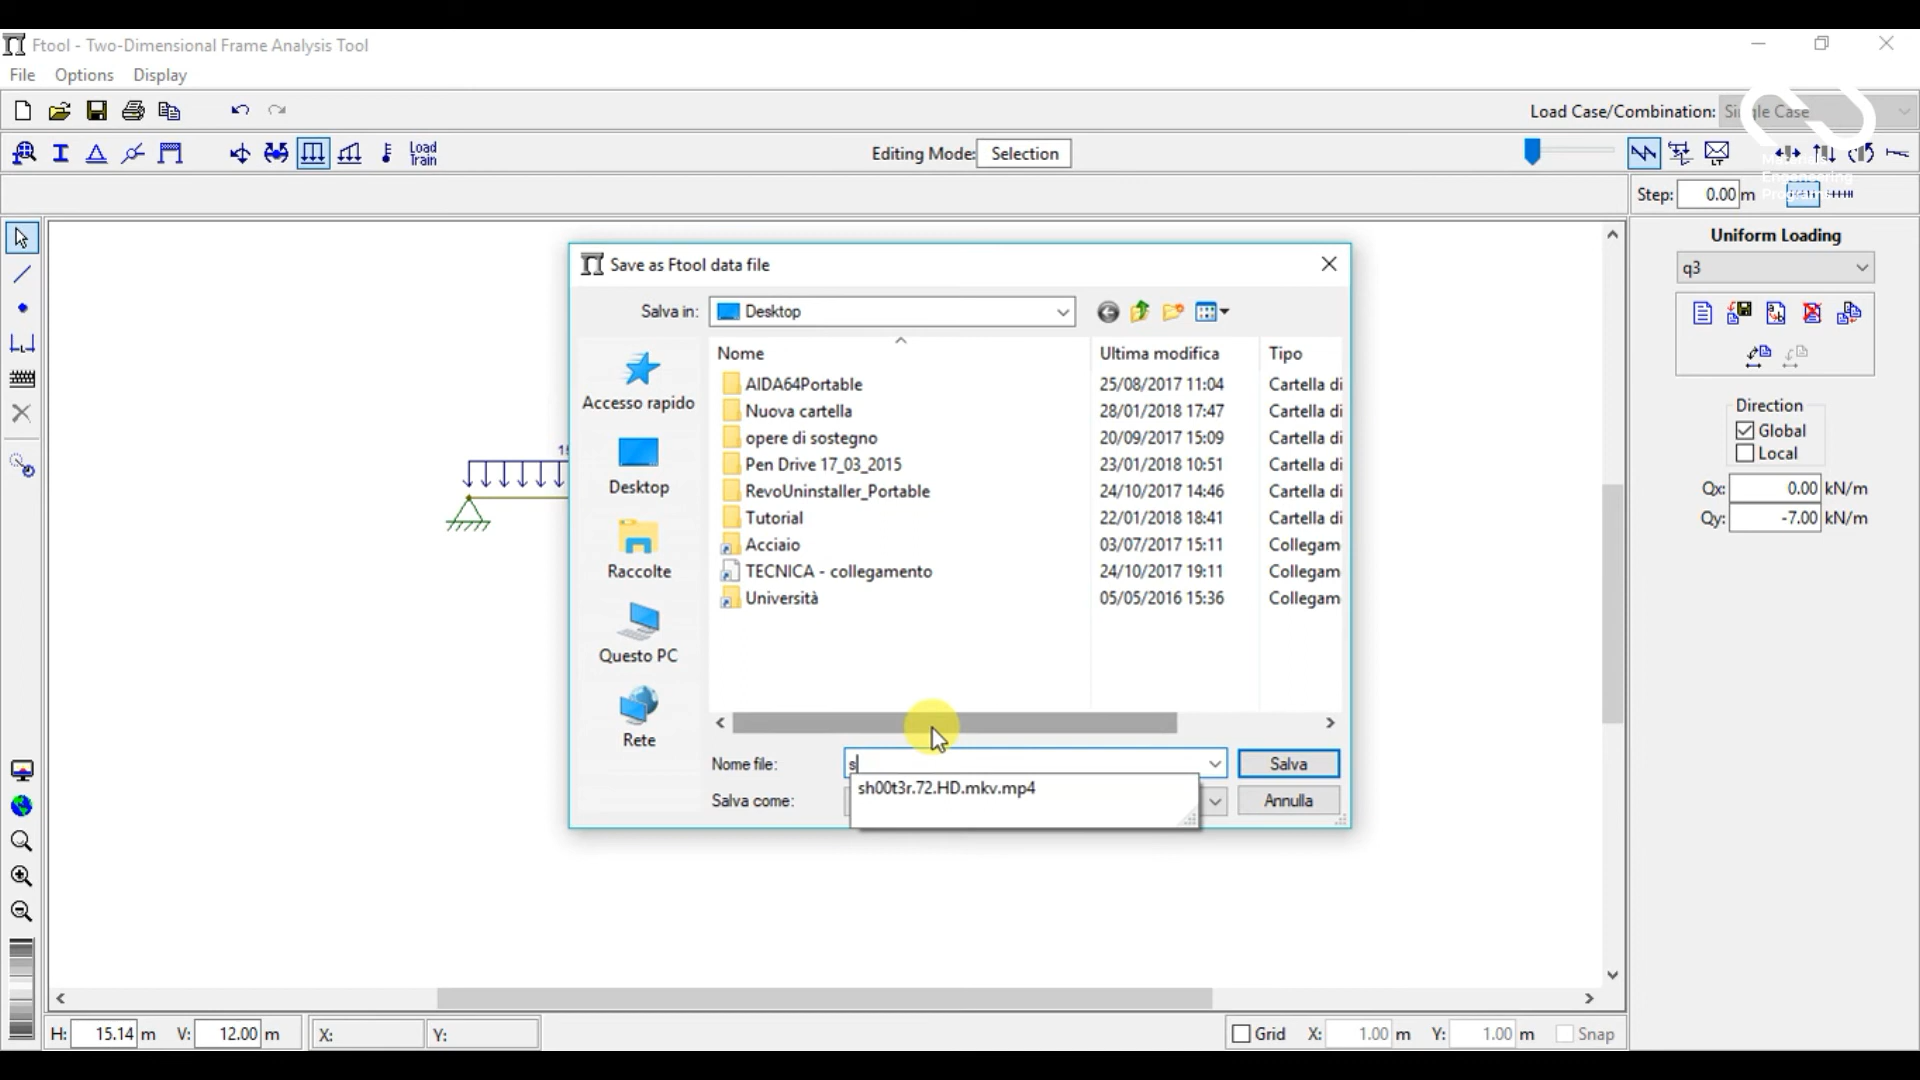 Ftool - Two-Dimensional Frame Analysis Tool
File Options Display
Load Case/Combination: Single Case
Load Train
Editing Mode: Selection
Materials
Engeneering
Programs
Step: 0.00 m
Uniform Loading
q3
Direction
Global
Local
Qx: 0.00 kN/m
Qy: -7.00 kN/m
Save as Ftool data file
Salva in: Desktop
Nome Ultima modifica Tipo
AIDA64Portable 25/08/2017 11:04 Cartella di
Nuova cartella 28/01/2018 17:47 Cartella di
opere di sostegno 20/09/2017 15:09 Cartella di
Pen Drive 17_03_2015 23/01/2018 10:51 Cartella di
RevoUninstaller_Portable 24/10/2017 14:46 Cartella di
Tutorial 22/01/2018 18:41 Cartella di
Acciaio 03/07/2017 15:11 Collegam
TECNICA - collegamento 24/10/2017 19:11 Collegam
Università 05/05/2016 15:36 Collegam
Accesso rapido
Desktop
Raccolte
Questo PC
Rete
Nome file: s
Salva
sh00t3r.72.HD.mkv.mp4
Salva come:
Annulla
H: 15.14 m V: 12.00 m X: Y:
Grid X: 1.00 m Y: 1.00 m Snap